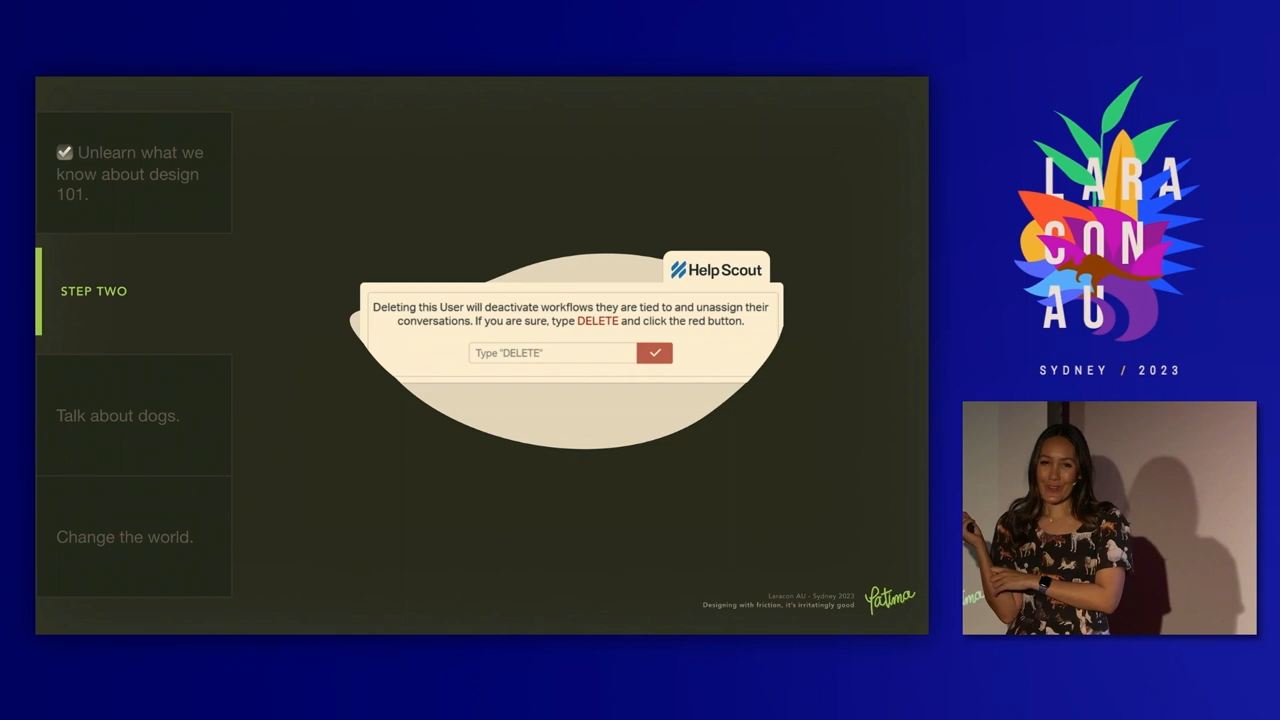 Unlearn what we
know about design
101.
STEP TWO
Talk about dogs.
Change the world.
Help Scout
Deleting this User will deactivate workflows they are tied to and unassign their
conversations. If you are sure, type DELETE and click the red button.
Type "DELETE"
Laracon AU - Sydney 2023
Designing with friction, it's irritatingly good
Fatima
LARA
CON
AU
SYDNEY / 2023